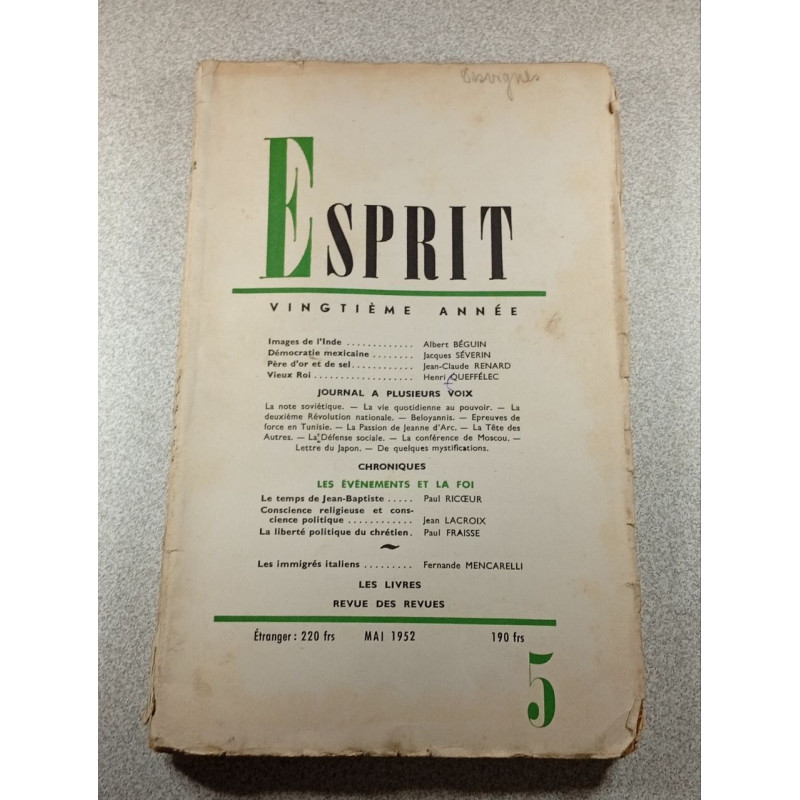 Desvignes
ESPRIT
VINGTIÈME ANNÉE
Images de l'Inde ............. Albert BÉGUIN
Démocratie mexicaine ........ Jacques SÉVERIN
Père d'or et de sel............ Jean-Claude RENARD
Vieux Roi ................... Henri QUEFFÉLEC
JOURNAL A PLUSIEURS VOIX
La note soviétique. — La vie quotidienne au pouvoir. — La
deuxième Révolution nationale. — Beloyannis. — Epreuves de
force en Tunisie. — La Passion de Jeanne d'Arc. — La Tête des
Autres. — La Défense sociale. — La conférence de Moscou. —
Lettre du Japon. — De quelques mystifications.
CHRONIQUES
LES ÉVÉNEMENTS ET LA FOI
Le temps de Jean-Baptiste ..... Paul RICŒUR
Conscience religieuse et cons-
cience politique ............ Jean LACROIX
La liberté politique du chrétien. Paul FRAISSE
Les immigrés italiens ......... Fernande MENCARELLI
LES LIVRES
REVUE DES REVUES
Étranger : 220 frs MAI 1952 190 frs
5